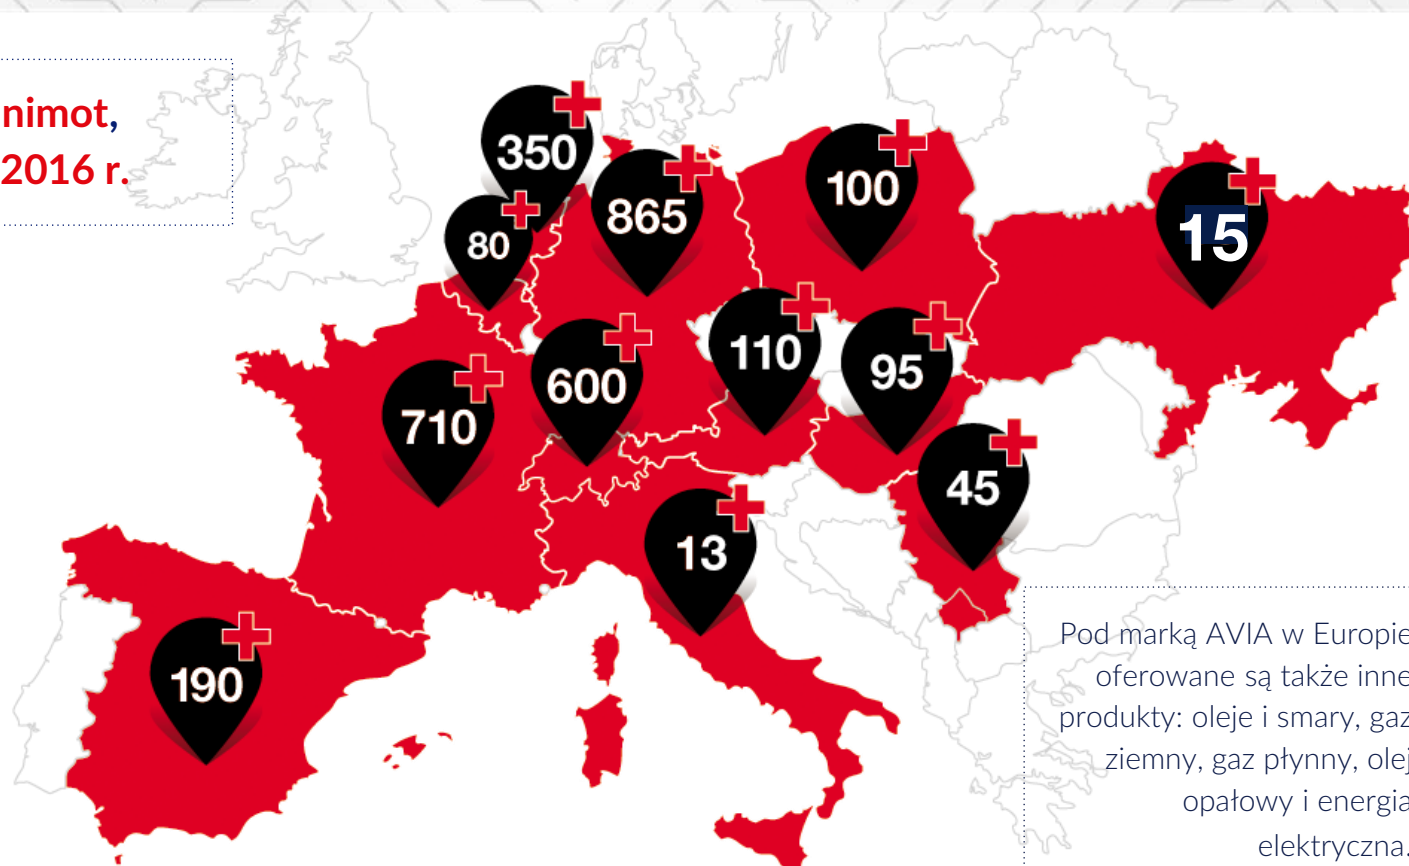 nimot,
2016 r.
350
80
865
100
15
110
95
600
710
45
13
190
Pod marką AVIA w Europie
oferowane są także inne
produkty: oleje i smary, gaz
ziemny, gaz płynny, olej
opałowy i energia
elektryczna.